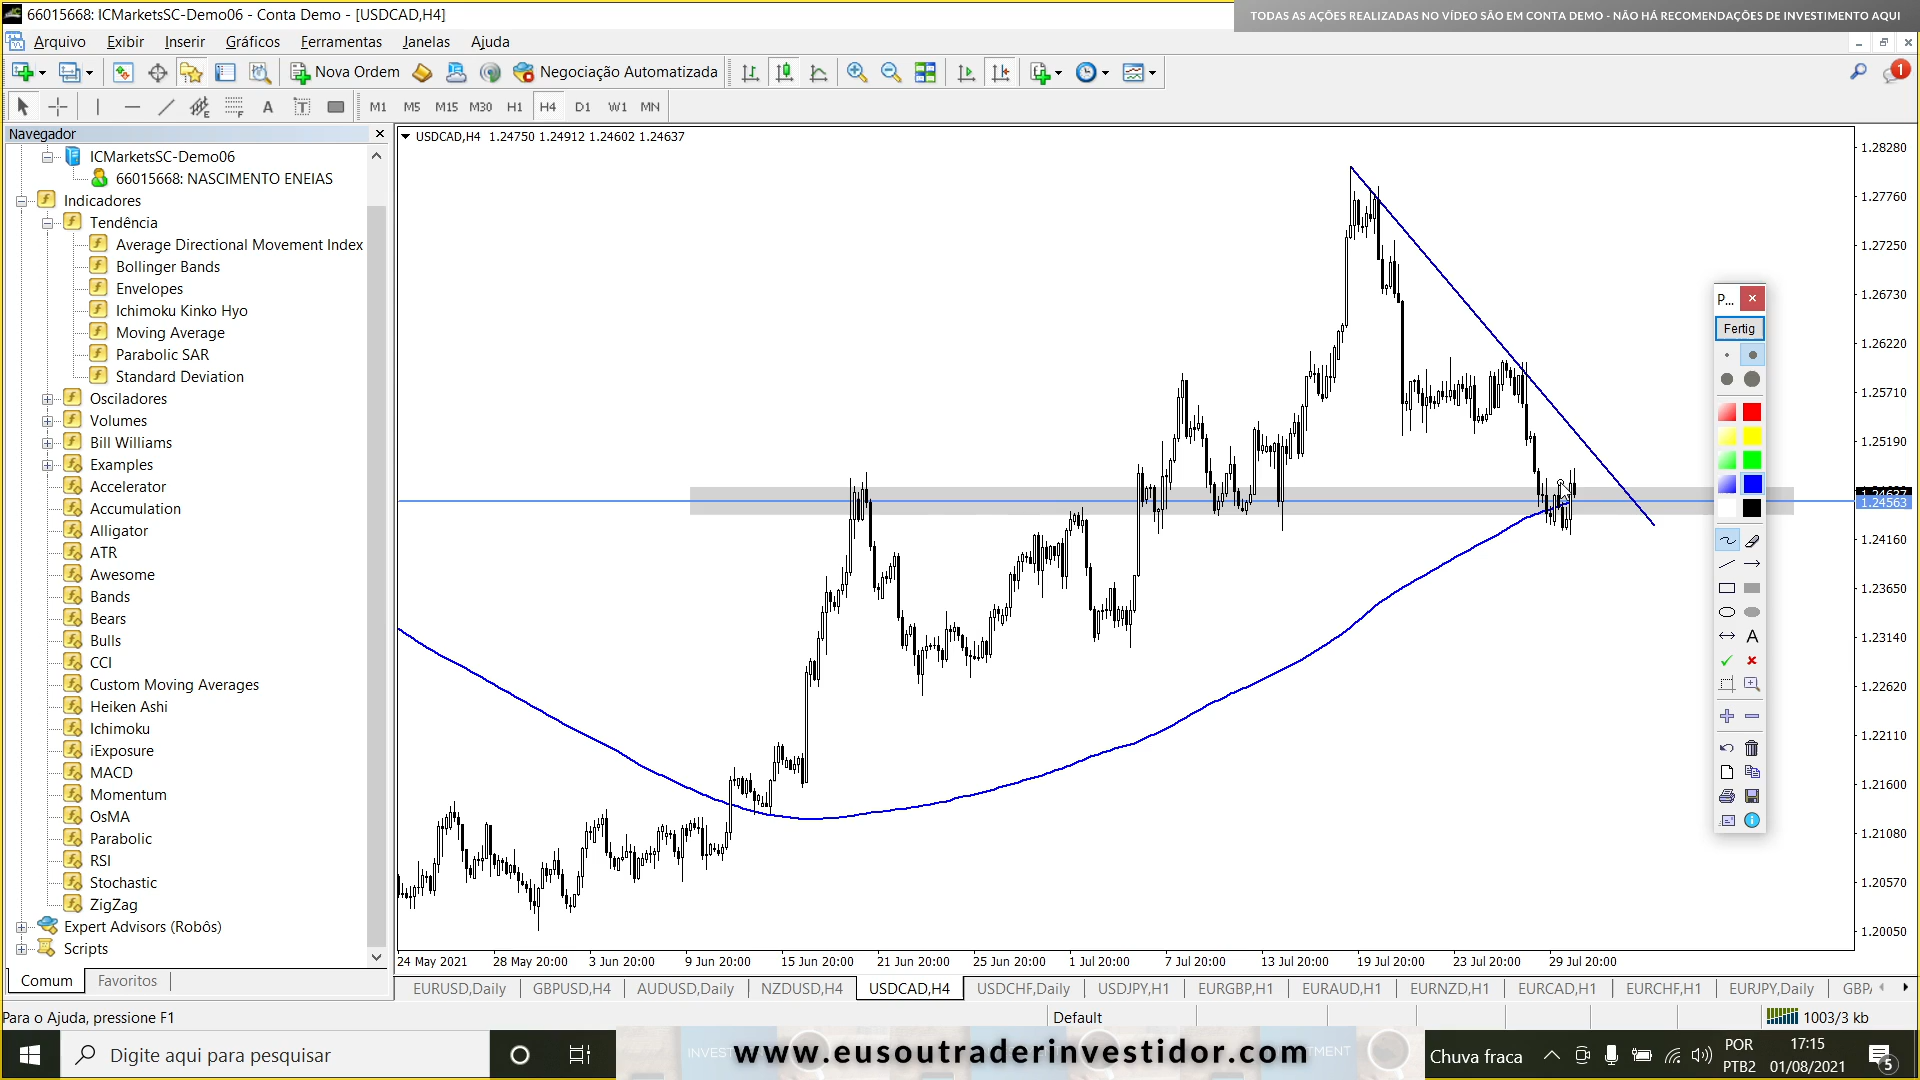 66015668: ICMarketsSC-Demo06 - Conta Demo - [USDCAD,H4]
TODAS AS AÇÕES REALIZADAS NO VÍDEO SÃO EM CONTA DEMO - NÃO HÁ RECOMENDAÇÕES DE INVESTIMENTO AQUI
Arquivo Exibir Inserir Gráficos Ferramentas Janelas Ajuda
Nova Ordem Negociação Automatizada
1
A T M1 M5 M15 M30 H1 H4 D1 W1 MN
Navegador
ICMarketsSC-Demo06
66015668: NASCIMENTO ENEIAS
Indicadores
Tendência
Average Directional Movement Index
Bollinger Bands
Envelopes
Ichimoku Kinko Hyo
Moving Average
Parabolic SAR
Standard Deviation
Osciladores
Volumes
Bill Williams
Examples
Accelerator
Accumulation
Alligator
ATR
Awesome
Bands
Bears
Bulls
CCI
Custom Moving Averages
Heiken Ashi
Ichimoku
iExposure
MACD
Momentum
OsMA
Parabolic
RSI
Stochastic
ZigZag
Expert Advisors (Robôs)
Scripts
Comum Favoritos
USDCAD,H4 1.24750 1.24912 1.24602 1.24637
1.28280
1.27760
1.27250
1.26730
1.26220
1.25710
1.25190
1.24637
1.24563
1.24160
1.23650
1.23140
1.22620
1.22110
1.21600
1.21080
1.20570
1.20050
P...
Fertig
A
24 May 2021 28 May 20:00 3 Jun 20:00 9 Jun 20:00 15 Jun 20:00 21 Jun 20:00 25 Jun 20:00 1 Jul 20:00 7 Jul 20:00 13 Jul 20:00 19 Jul 20:00 23 Jul 20:00 29 Jul 20:00
EURUSD,Daily GBPUSD,H4 AUDUSD,Daily NZDUSD,H4 USDCAD,H4 USDCHF,Daily USDJPY,H1 EURGBP,H1 EURAUD,H1 EURNZD,H1 EURCAD,H1 EURCHF,H1 EURJPY,Daily GBP
Para o Ajuda, pressione F1
Default
1003/3 kb
Digite aqui para pesquisar
www.eusoutraderinvestidor.com
Chuva fraca
POR
PTB2
17:15
01/08/2021
5